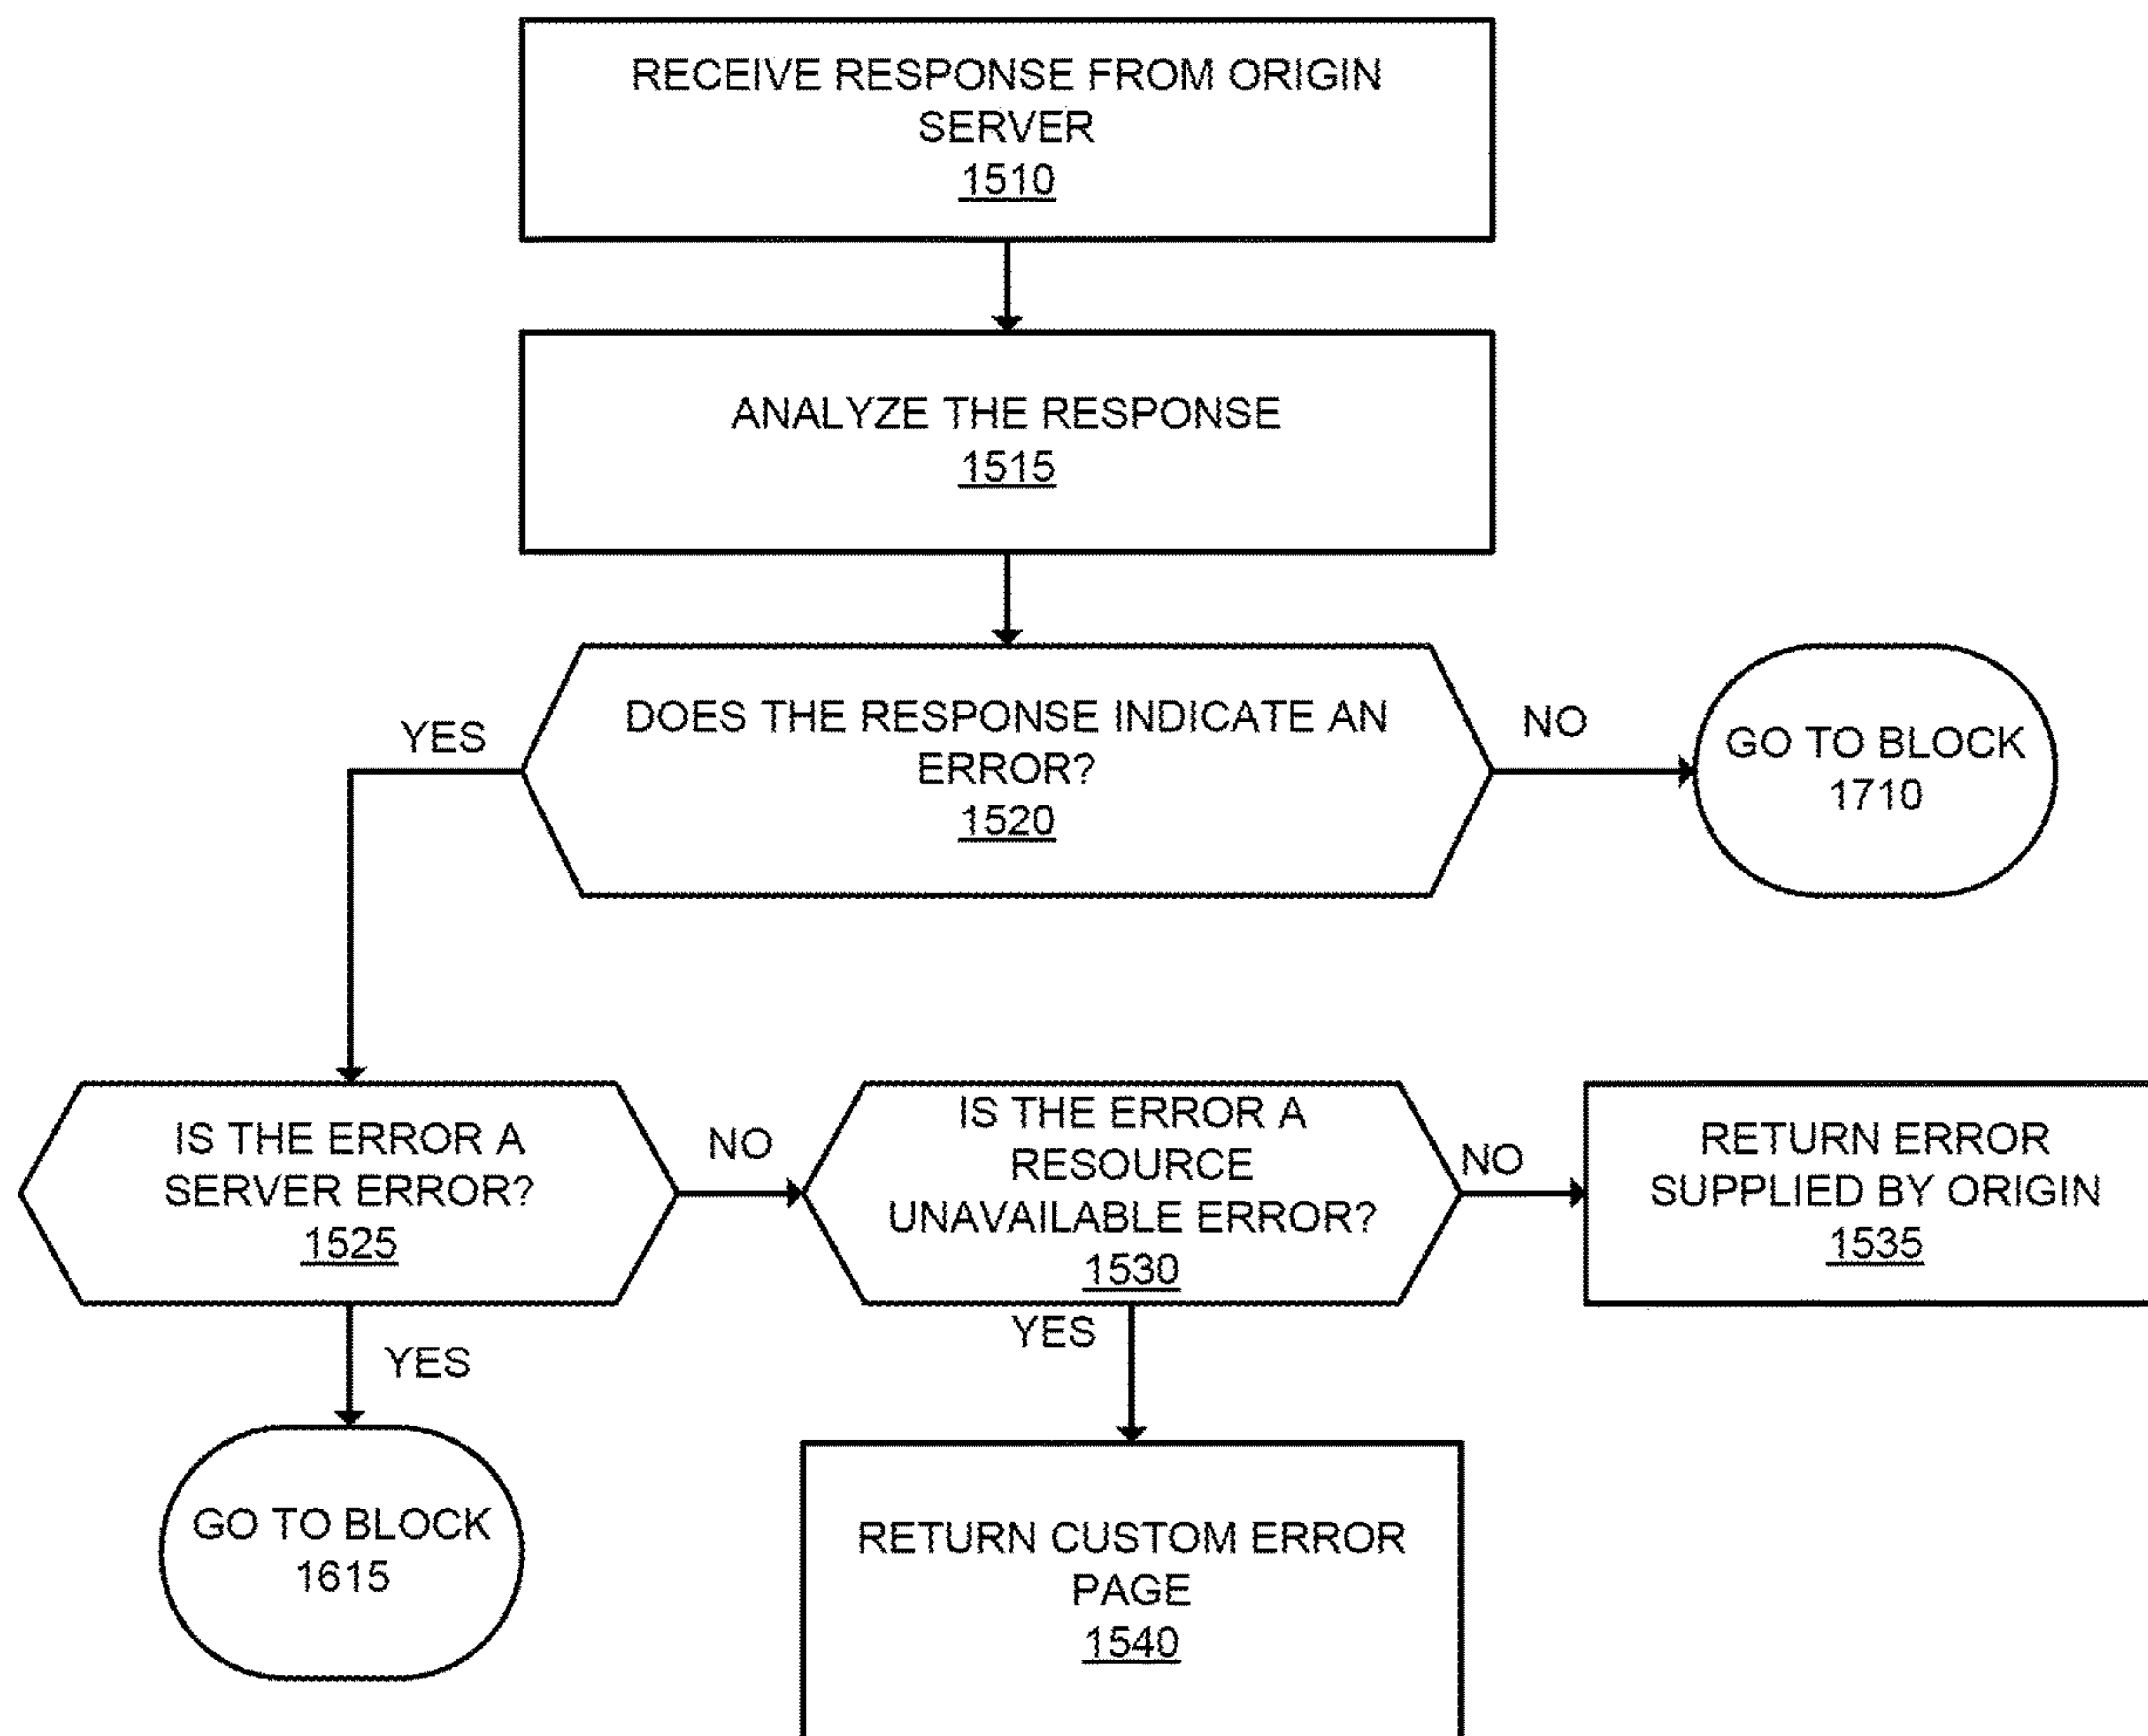 RECEIVE RESPONSE FROM ORIGIN
SERVER
1510
ANALYZE THE RESPONSE
1515
DOES THE RESPONSE INDICATE AN
ERROR?
1520
YES
NO
GO TO BLOCK
1710
IS THE ERROR A
SERVER ERROR?
1525
NO
IS THE ERROR A
RESOURCE
UNAVAILABLE ERROR?
1530
NO
RETURN ERROR
SUPPLIED BY ORIGIN
1535
YES
YES
GO TO BLOCK
1615
RETURN CUSTOM ERROR
PAGE
1540